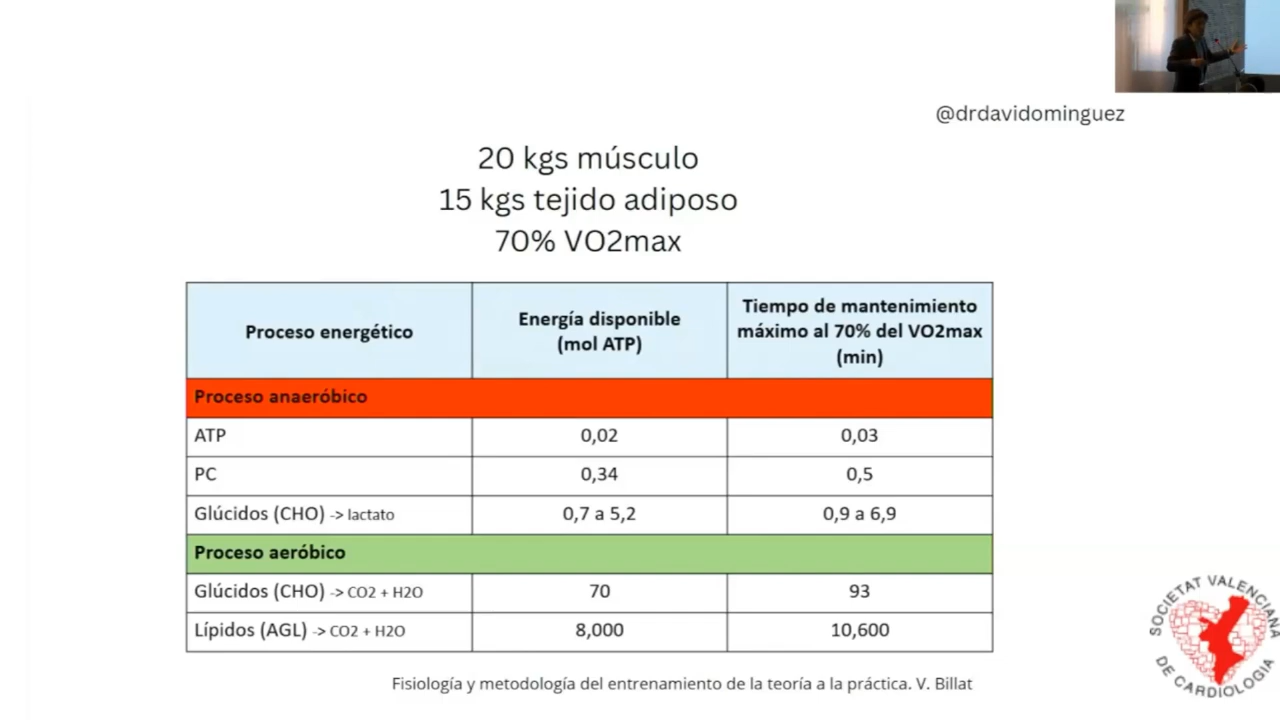 @drdavidominguez
20 kgs músculo
15 kgs tejido adiposo
70% VO2max
Proceso energético
Energía disponible
(mol ATP)
Tiempo de mantenimiento
máximo al 70% del VO2max
(min)
Proceso anaeróbico
ATP 0,02 0,03
PC 0,34 0,5
Glúcidos (CHO) -> lactato 0,7 a 5,2 0,9 a 6,9
Proceso aeróbico
Glúcidos (CHO) -> CO2 + H2O 70 93
Lípidos (AGL) -> CO2 + H2O 8,000 10,600
Fisiología y metodología del entrenamiento de la teoría a la práctica. V. Billat
SOCIETAT VALENCIANA
DE CARDIOLOGIA